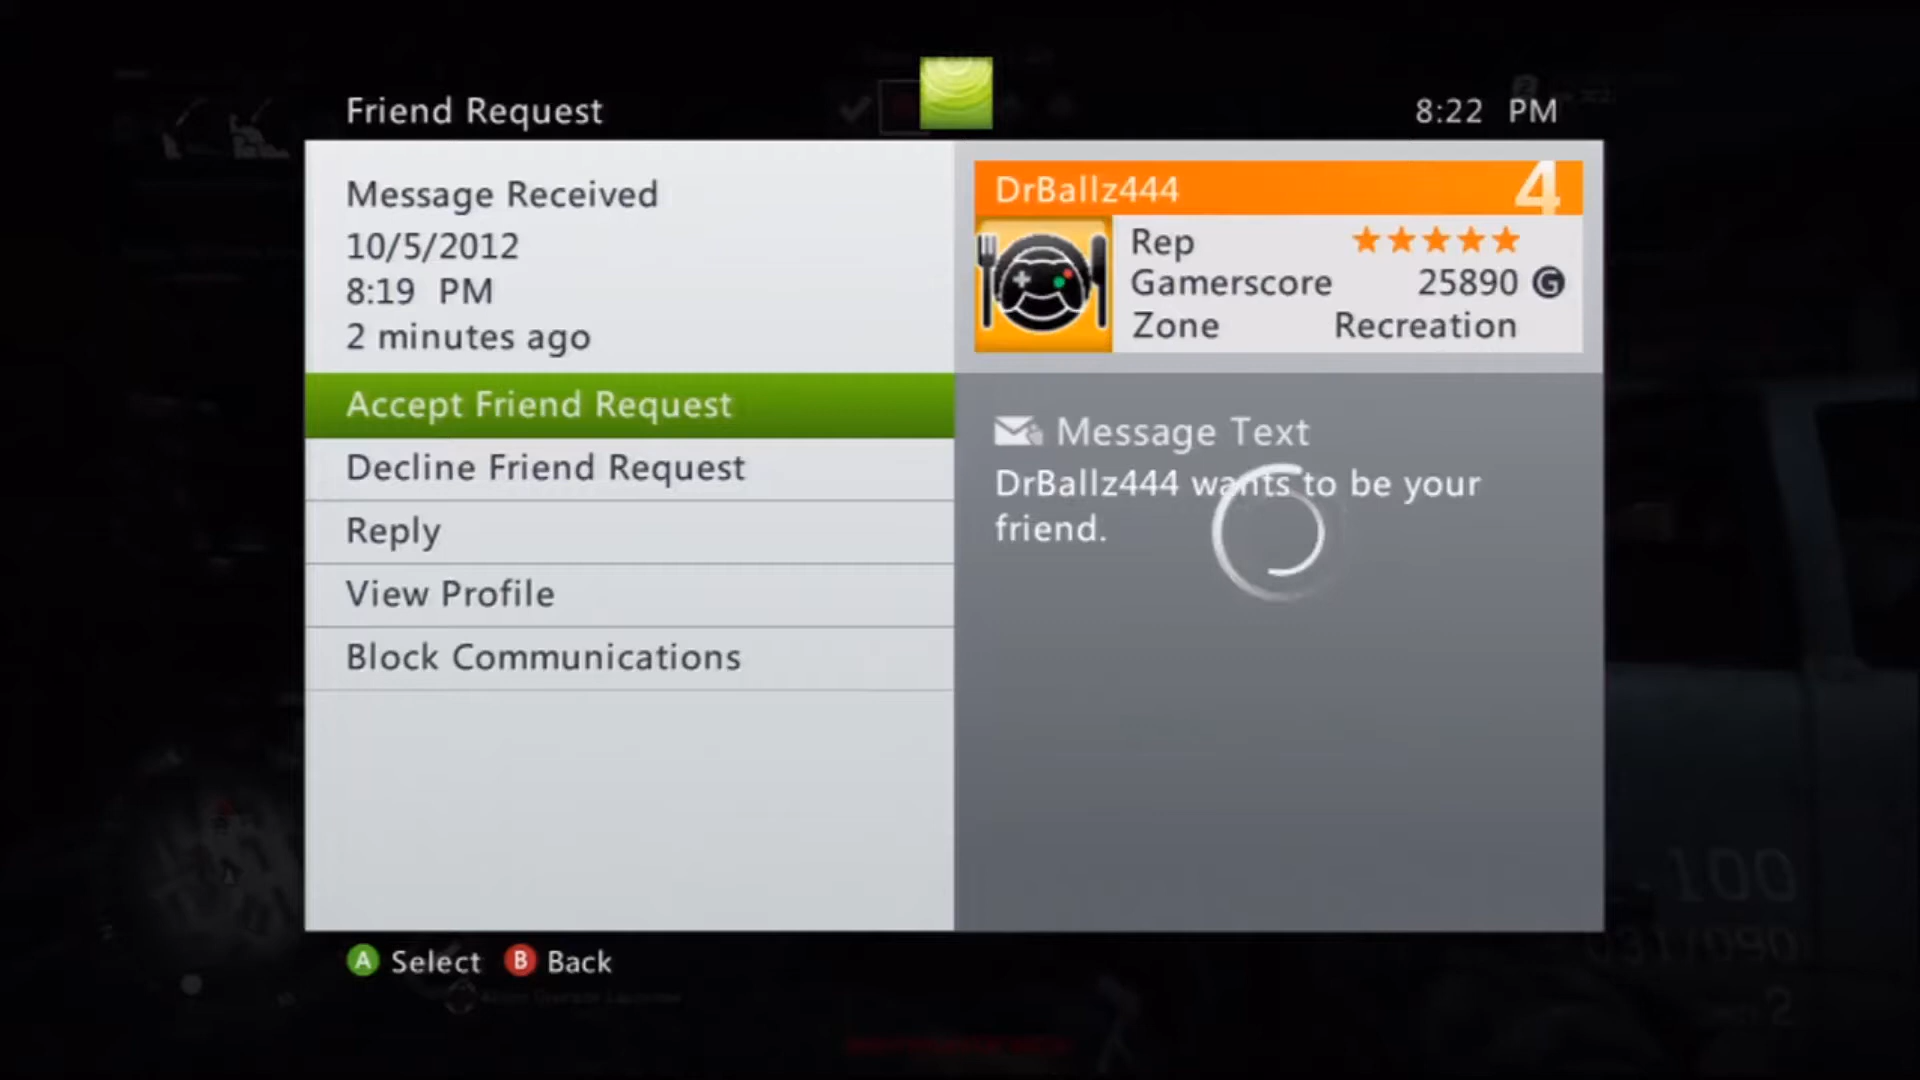 Friend Request
8:22 PM
Message Received
10/5/2012
8:19 PM
2 minutes ago
Accept Friend Request
Decline Friend Request
Reply
View Profile
Block Communications
DrBallz444
4
Rep
Gamerscore 25890 G
Zone Recreation
Message Text
DrBallz444 wants to be your
friend.
100
2
A Select B Back